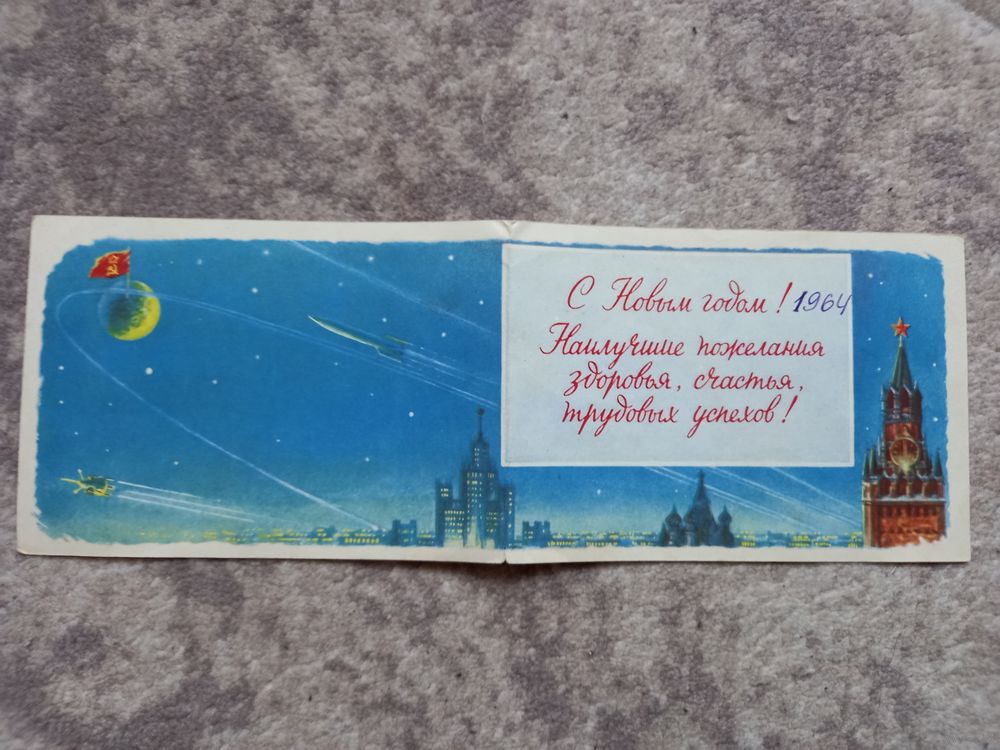 С Новым годом! 1964
Наилучшие пожелания
здоровья, счастья,
трудовых успехов!